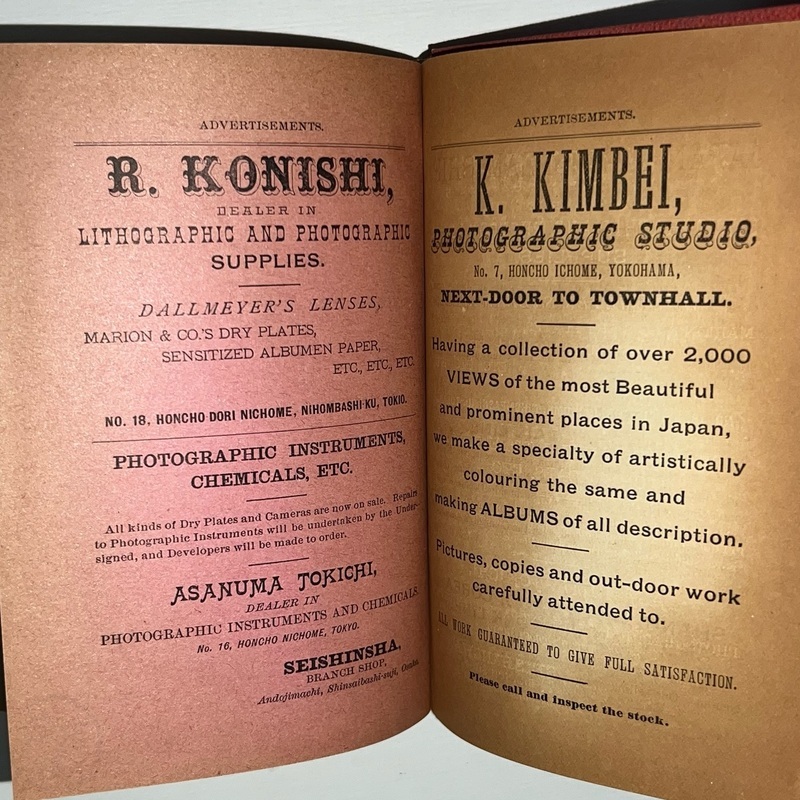 ADVERTISEMENTS.
R. KONISHI,
DEALER IN
LITHOGRAPHIC AND PHOTOGRAPHIC
SUPPLIES.
DALLMEYER'S LENSES,
MARION & CO.'S DRY PLATES,
SENSITIZED ALBUMEN PAPER,
ETC., ETC., ETC.
NO. 18, HONCHO DORI NICHOME, NIHOMBASHI KU, TOKIO.
PHOTOGRAPHIC INSTRUMENTS,
CHEMICALS, ETC.
All kinds of Dry Plates and Cameras are now on sale. Repairs
to Photographic Instruments will be undertaken by the Under-
signed, and Developers will be made to order.
ASANUMA TOKICHI,
DEALER IN
PHOTOGRAPHIC INSTRUMENTS AND CHEMICALS.
No. 16, HONCHO NICHOME, TOKYO.
SEISHINSHA,
BRANCH SHOP,
Andojimachi, Shinsaibashi-suji, Osaka.
ADVERTISEMENTS.
K. KIMBEI,
PHOTOGRAPHIC STUDIO,
No. 7, HONCHO ICHOME, YOKOHAMA,
NEXT-DOOR TO TOWNHALL.
Having a collection of over 2,000
VIEWS of the most Beautiful
and prominent places in Japan,
we make a specialty of artistically
colouring the same and
making ALBUMS of all description.
Pictures, copies and out-door work
carefully attended to.
ALL WORK GUARANTEED TO GIVE FULL SATISFACTION.
Please call and inspect the stock.